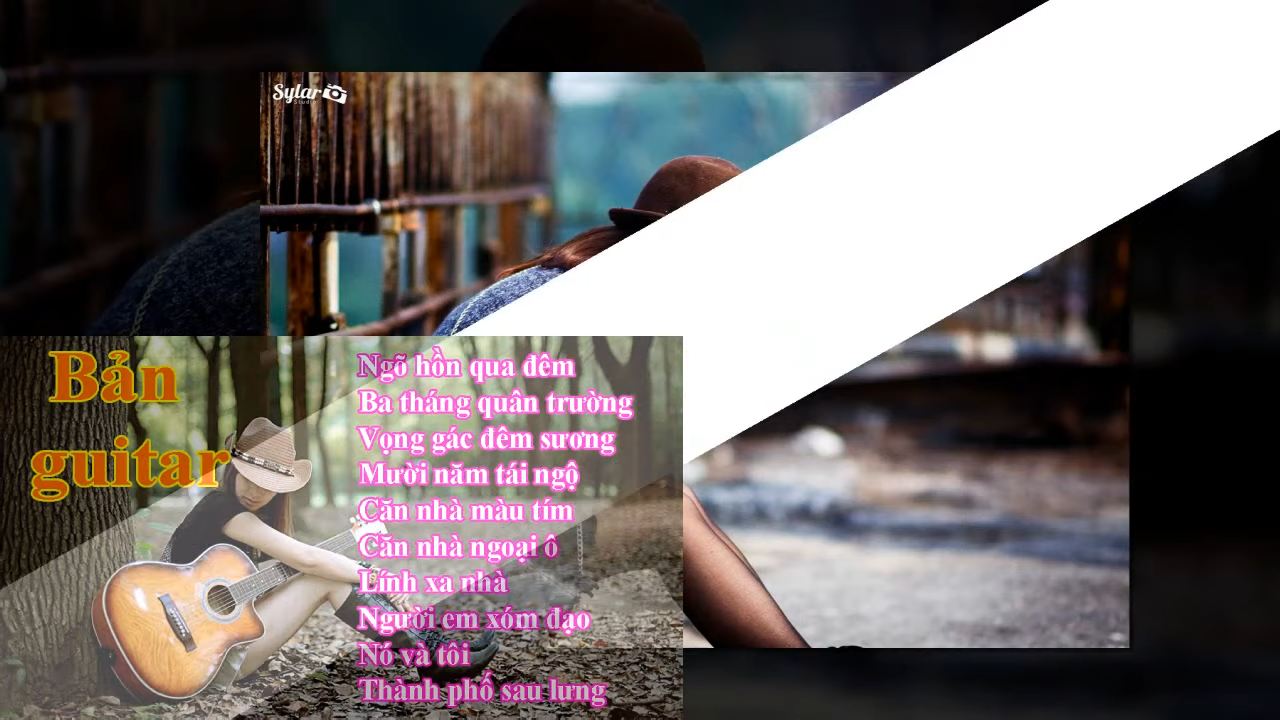 Sylar
Studio
Bản
guitar
Ngõ hồn qua đêm
Ba tháng quân trường
Vọng gác đêm sương
Mười năm tái ngộ
Căn nhà màu tím
Căn nhà ngoại ô
Lính xa nhà
Người em xóm đạo
Nó và tôi
Thành phố sau lưng